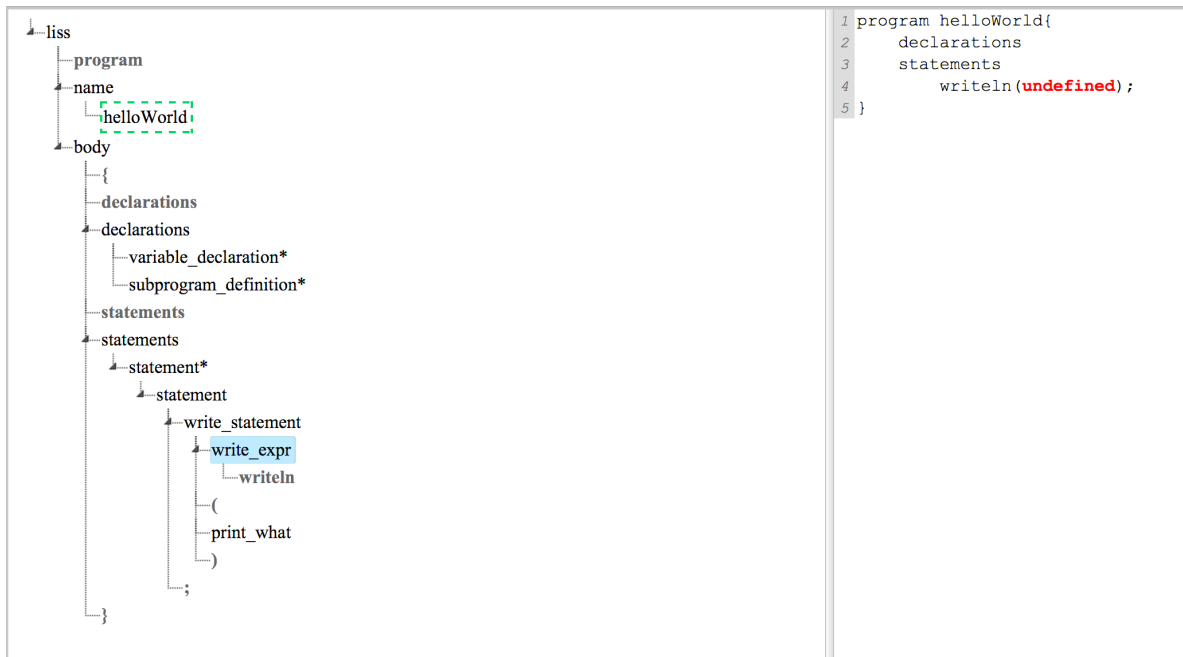 liss
program
name
helloWorld
body
{
declarations
declarations
variable_declaration*
subprogram_definition*
statements
statements
statement*
statement
write_statement
write_expr
writeln
(
print_what
)
;
}
1 program helloWorld{
2 declarations
3 statements
4 writeln(undefined);
5 }